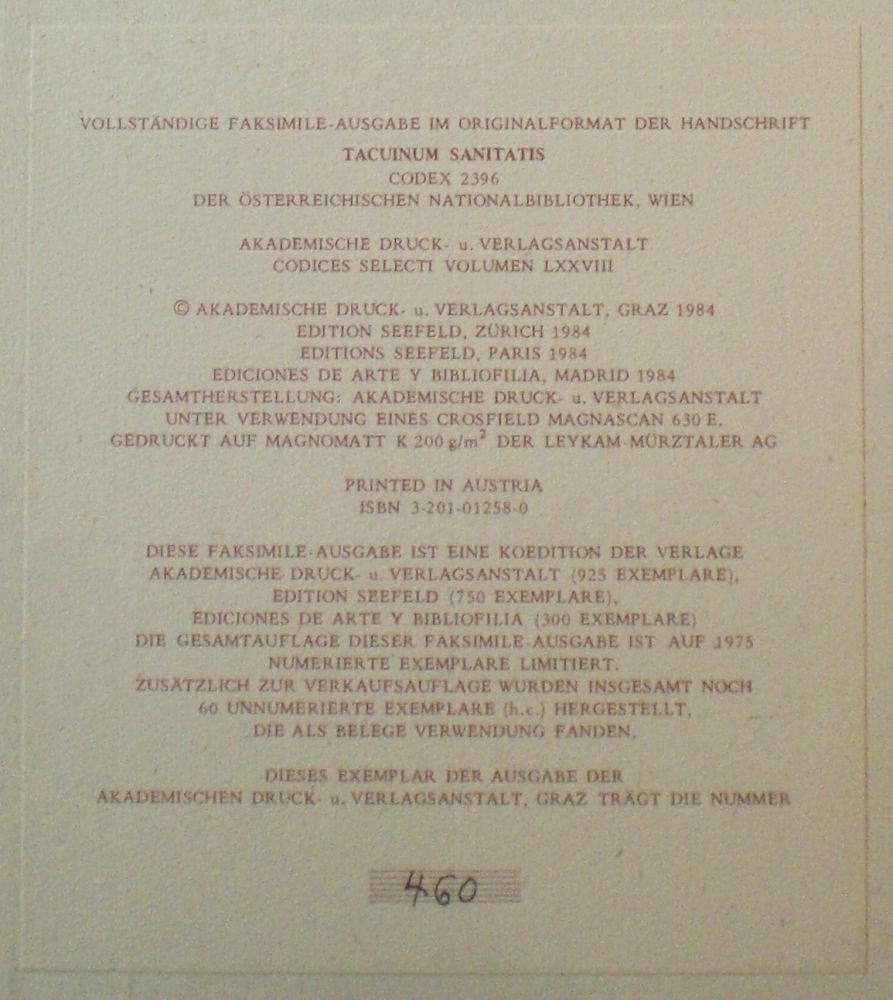 VOLLSTÄNDIGE FAKSIMILE-AUSGABE IM ORIGINALFORMAT DER HANDSCHRIFT
TACUINUM SANITATIS
CODEX 2396
DER ÖSTERREICHISCHEN NATIONALBIBLIOTHEK, WIEN
AKADEMISCHE DRUCK- u. VERLAGSANSTALT
CODICES SELECTI VOLUMEN LXXVIII
© AKADEMISCHE DRUCK- u. VERLAGSANSTALT, GRAZ 1984
EDITION SEEFELD, ZÜRICH 1984
EDITIONS SEEFELD, PARIS 1984
EDICIONES DE ARTE Y BIBLIOFILIA, MADRID 1984
GESAMTHERSTELLUNG: AKADEMISCHE DRUCK- u. VERLAGSANSTALT
UNTER VERWENDUNG EINES CROSFIELD MAGNASCAN 630 E.
GEDRUCKT AUF MAGNOMATT K 200 g/m² DER LEYKAM-MÜRZTALER AG
PRINTED IN AUSTRIA
ISBN 3-201-01258-0
DIESE FAKSIMILE-AUSGABE IST EINE KOEDITION DER VERLAGE
AKADEMISCHE DRUCK- u. VERLAGSANSTALT (925 EXEMPLARE),
EDITION SEEFELD (750 EXEMPLARE),
EDICIONES DE ARTE Y BIBLIOFILIA (300 EXEMPLARE)
DIE GESAMTAUFLAGE DIESER FAKSIMILE-AUSGABE IST AUF 1975
NUMERIERTE EXEMPLARE LIMITIERT.
ZUSÄTZLICH ZUR VERKAUFSAUFLAGE WURDEN INSGESAMT NOCH
60 UNNUMERIERTE EXEMPLARE (h.c.) HERGESTELLT,
DIE ALS BELEGE VERWENDUNG FANDEN.
DIESES EXEMPLAR DER AUSGABE DER
AKADEMISCHEN DRUCK- u. VERLAGSANSTALT, GRAZ TRÄGT DIE NUMMER
460